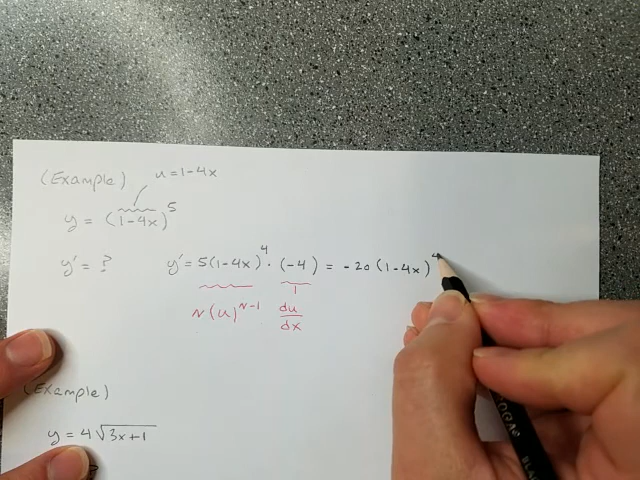 (Example) u=1-4x
y = (1-4x)^5
y' = ? y' = 5(1-4x)^4 · (-4) = -20(1-4x)^4
N(u)^N-1 du/dx
(Example)
y = 4√3x+1
?